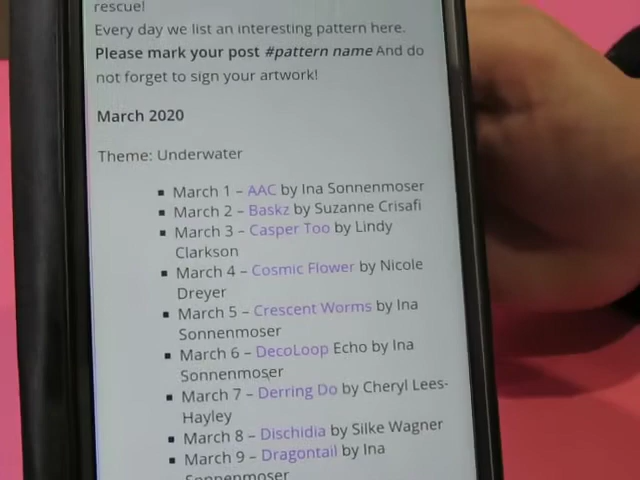 rescue!
Every day we list an interesting pattern here.
Please mark your post #pattern name And do
not forget to sign your artwork!
March 2020
Theme: Underwater
▪ March 1 – AAC by Ina Sonnenmoser
▪ March 2 – Baskz by Suzanne Crisafi
▪ March 3 – Casper Too by Lindy
Clarkson
▪ March 4 – Cosmic Flower by Nicole
Dreyer
▪ March 5 – Crescent Worms by Ina
Sonnenmoser
▪ March 6 – DecoLoop Echo by Ina
Sonnenmoser
▪ March 7 – Derring Do by Cheryl Lees-
Hayley
▪ March 8 – Dischidia by Silke Wagner
▪ March 9 – Dragontail by Ina
Sonnenmoser